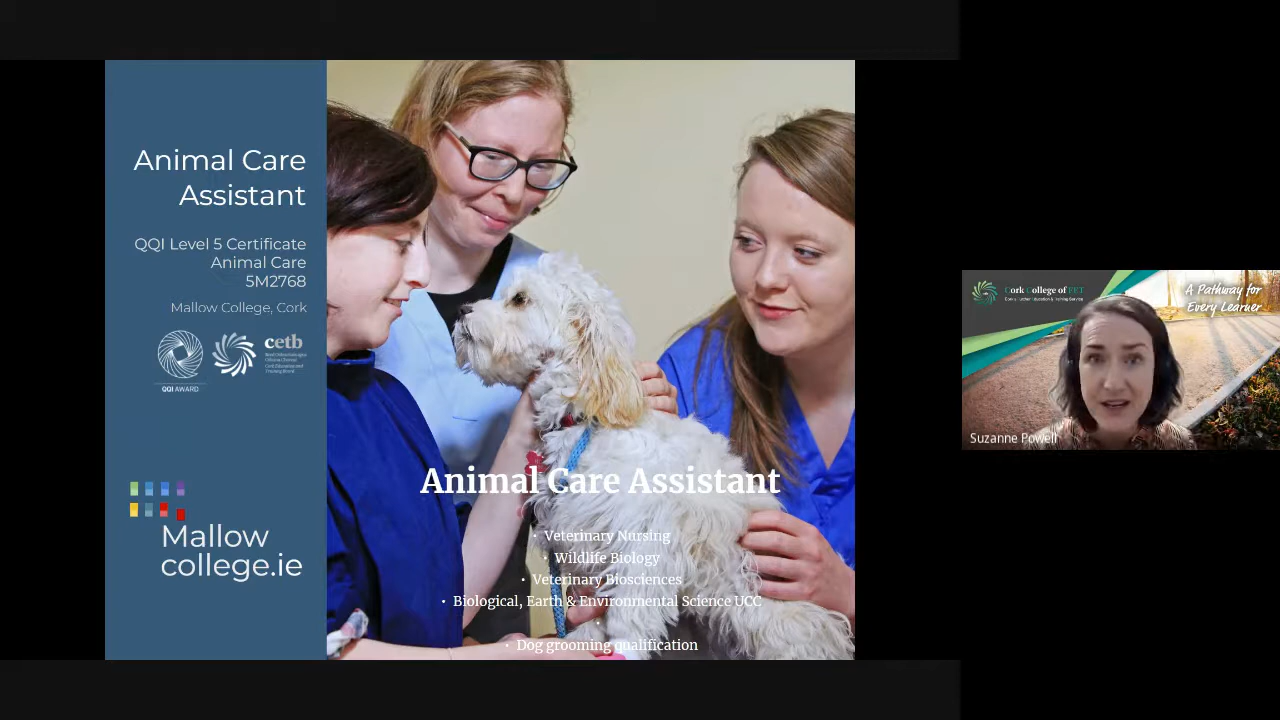 Animal Care
Assistant
QQI Level 5 Certificate
Animal Care
5M2768
Mallow College, Cork
QQI AWARD
cetb
Mallow
college.ie
Animal Care Assistant
• Veterinary Nursing
• Wildlife Biology
• Veterinary Biosciences
• Biological, Earth & Environmental Science UCC
•
• Dog grooming qualification
Cork College of FET
A Pathway for
Every Learner
Suzanne Powell